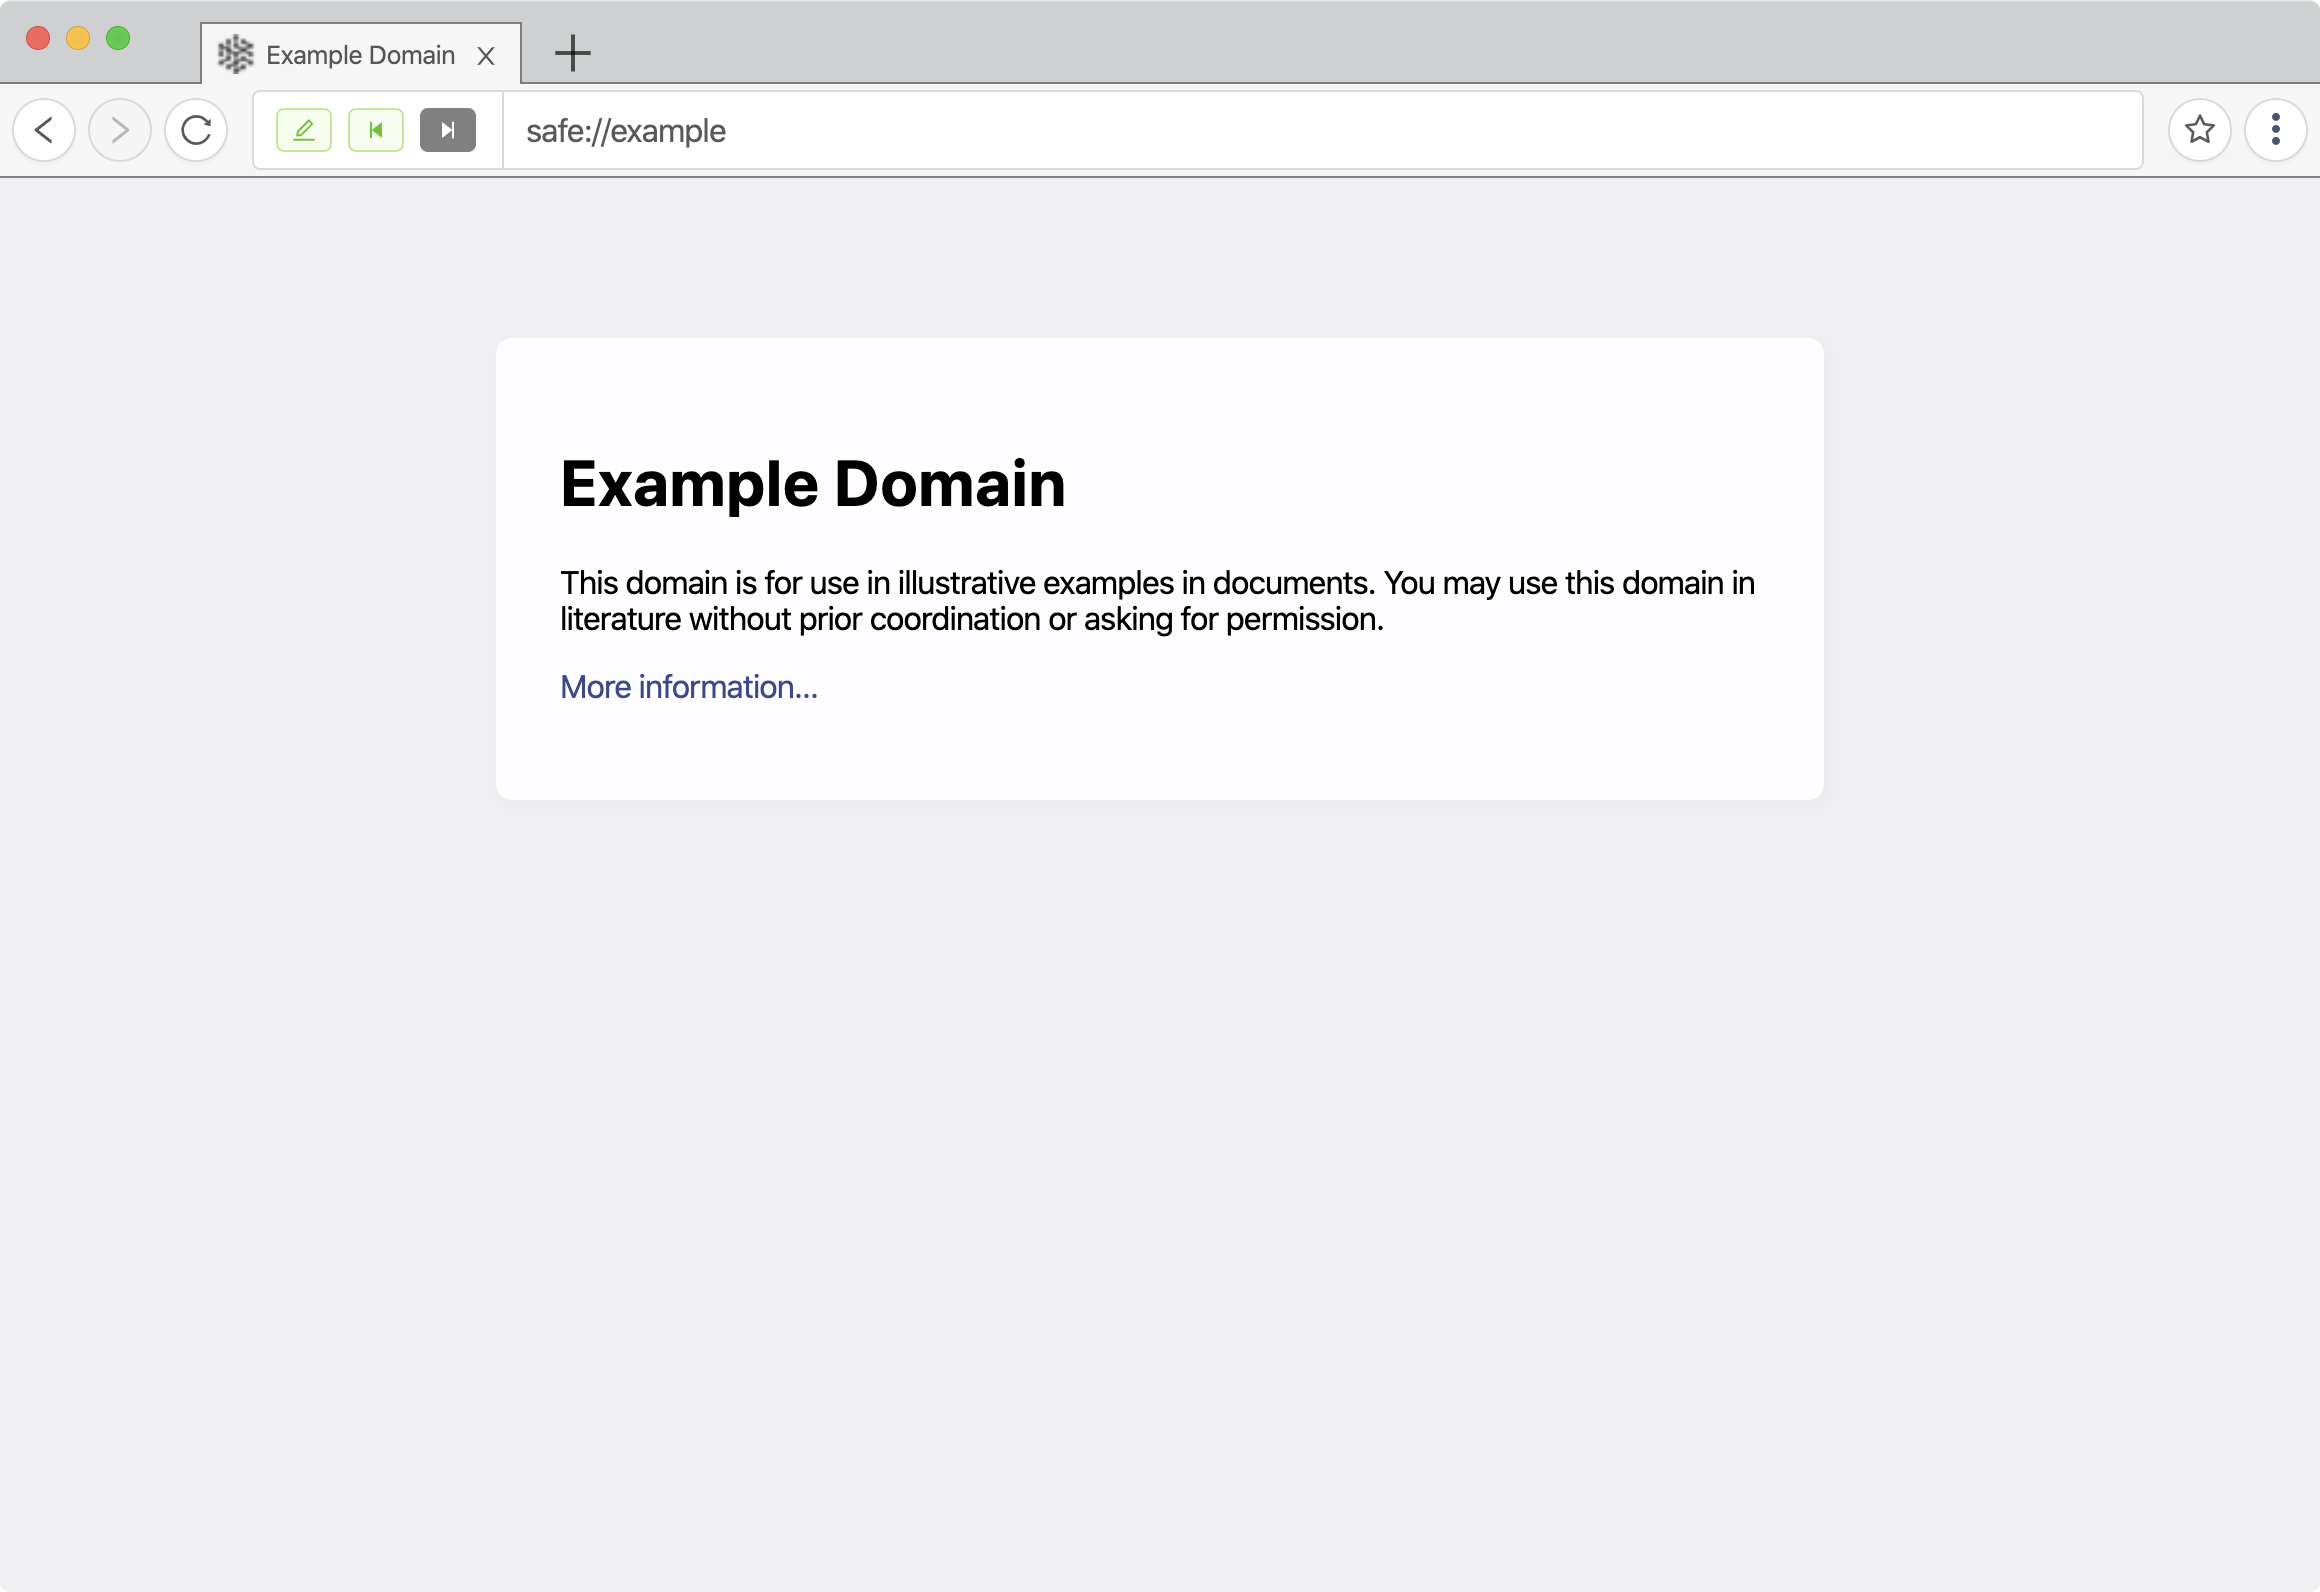 Example Domain
safe://example
Example Domain
This domain is for use in illustrative examples in documents. You may use this domain in
literature without prior coordination or asking for permission.
More information...